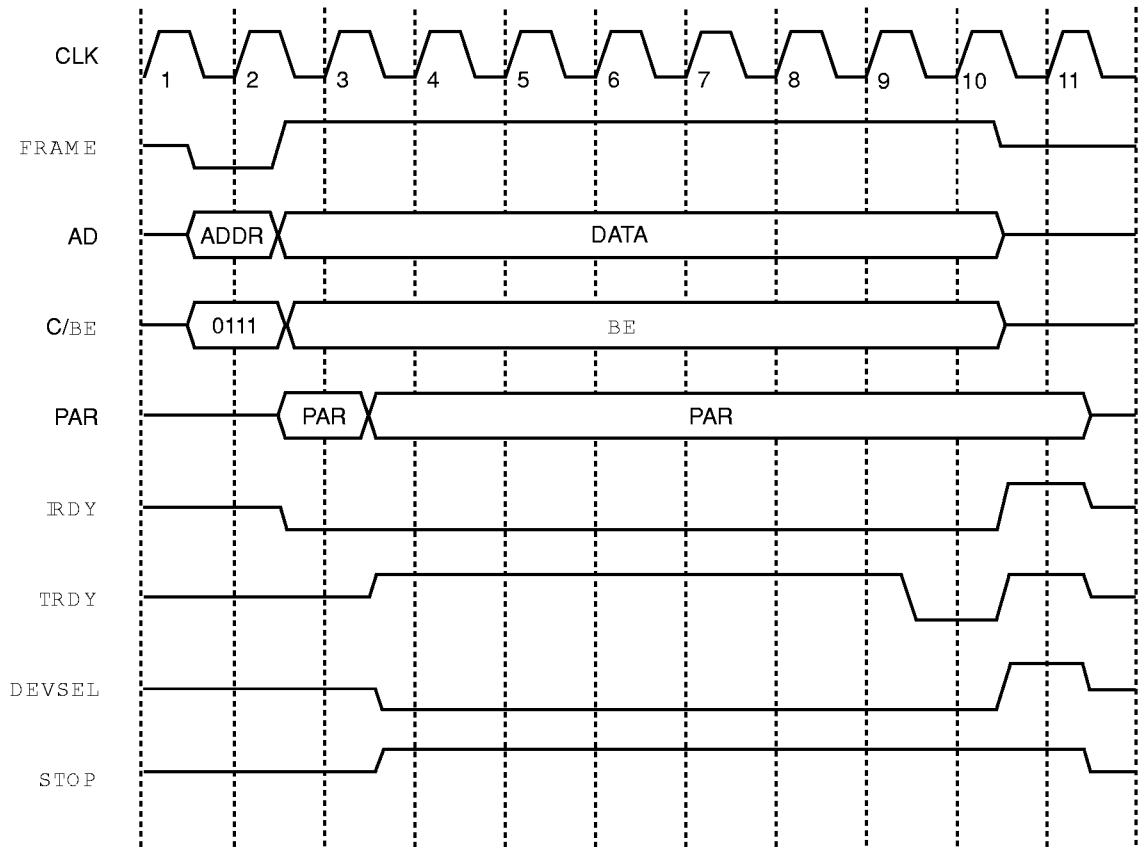 CLK
1 2 3 4 5 6 7 8 9 10 11
FRAME
AD ADDR DATA
C/BE 0111 BE
PAR PAR PAR
IRDY
TRDY
DEVSEL
STOP